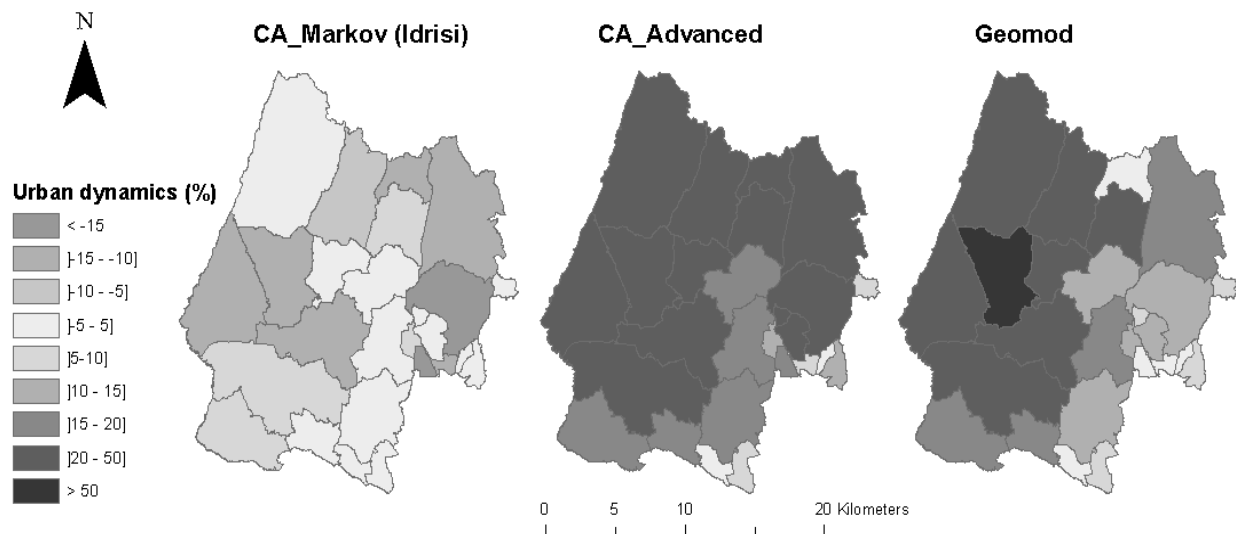 N
CA_Markov (Idrisi)
CA_Advanced
Geomod
Urban dynamics (%)
< -15
]-15 - -10]
]-10 - -5]
]-5 - 5]
]5-10]
]10 - 15]
]15 - 20]
]20 - 50]
> 50
0 5 10 20 Kilometers